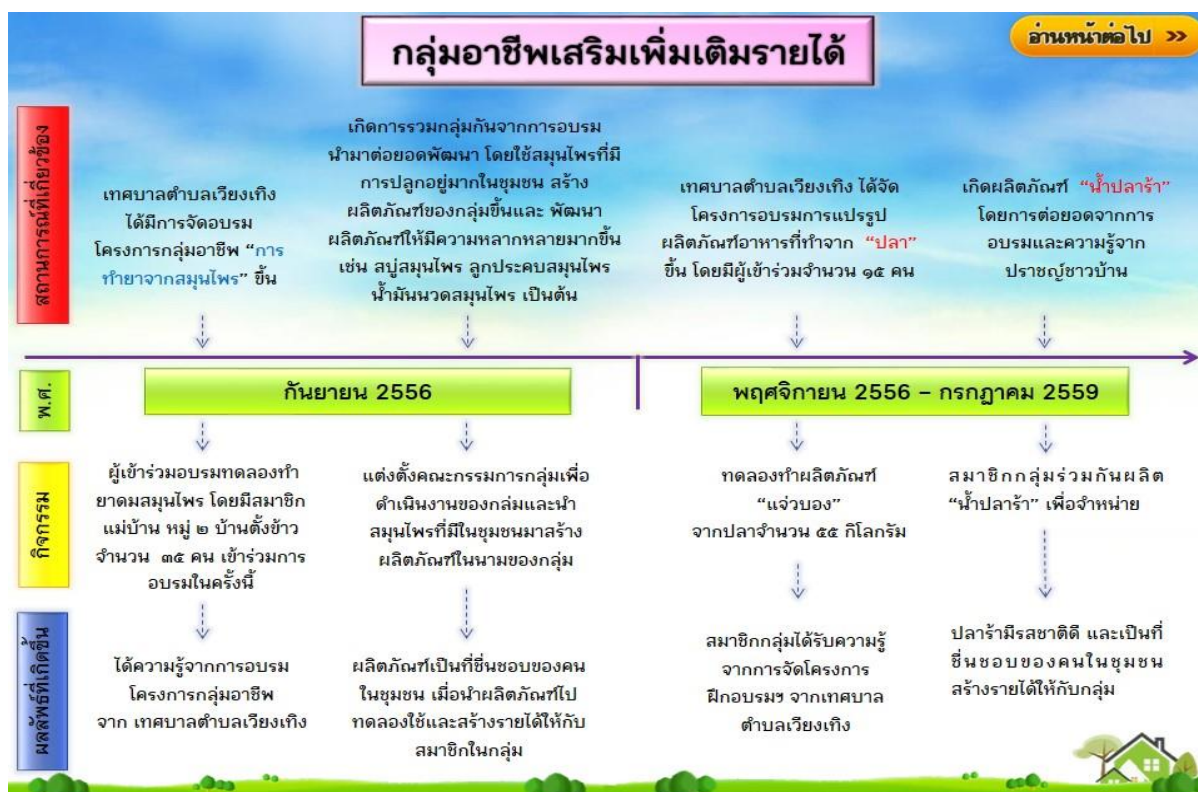 กลุ่มอาชีพเสริมเพิ่มเติมรายได้
อ่านหน้าต่อไป >>
สถานการณ์ที่เกี่ยวข้อง
เทศบาลตำบลเวียงเทิง
ได้มีการจัดอบรม
โครงการกลุ่มอาชีพ “การ
ทำยาจากสมุนไพร” ขึ้น
เกิดการรวมกลุ่มกันจากการอบรม
นำมาต่อยอดพัฒนา โดยใช้สมุนไพรที่มี
การปลูกอยู่มากในชุมชน สร้าง
ผลิตภัณฑ์ของกลุ่มขึ้นและ พัฒนา
ผลิตภัณฑ์ให้มีความหลากหลายมากขึ้น
เช่น สบู่สมุนไพร ลูกประคบสมุนไพร
น้ำมันนวดสมุนไพร เป็นต้น
เทศบาลตำบลเวียงเทิง ได้จัด
โครงการอบรมการแปรรูป
ผลิตภัณฑ์อาหารที่ทำจาก “ปลา”
ขึ้น โดยมีผู้เข้าร่วมจำนวน ๑๕ คน
เกิดผลิตภัณฑ์ “น้ำปลาร้า”
โดยการต่อยอดจากการ
อบรมและความรู้จาก
ปราชญ์ชาวบ้าน
พ.ศ.
กันยายน 2556
พฤศจิกายน 2556 – กรกฎาคม 2559
กิจกรรม
ผู้เข้าร่วมอบรมทดลองทำ
ยาดมสมุนไพร โดยมีสมาชิก
แม่บ้าน หมู่ ๒ บ้านตั้งข้าว
จำนวน ๓๕ คน เข้าร่วมการ
อบรมในครั้งนี้
แต่งตั้งคณะกรรมการกลุ่มเพื่อ
ดำเนินงานของกล่มและนำ
สมุนไพรที่มีในชุมชนมาสร้าง
ผลิตภัณฑ์ในนามของกลุ่ม
ทดลองทำผลิตภัณฑ์
“แจ่วบอง”
จากปลาจำนวน ๕๕ กิโลกรัม
สมาชิกกลุ่มร่วมกันผลิต
“น้ำปลาร้า” เพื่อจำหน่าย
ผลลัพธ์ที่เกิดขึ้น
ได้ความรู้จากการอบรม
โครงการกลุ่มอาชีพ
จาก เทศบาลตำบลเวียงเทิง
ผลิตภัณฑ์เป็นที่ชื่นชอบของคน
ในชุมชน เมื่อนำผลิตภัณฑ์ไป
ทดลองใช้และสร้างรายได้ให้กับ
สมาชิกในกลุ่ม
สมาชิกกลุ่มได้รับความรู้
จากการจัดโครงการ
ฝึกอบรมฯ จากเทศบาล
ตำบลเวียงเทิง
ปลาร้ามีรสชาติดี และเป็นที่
ชื่นชอบของคนในชุมชน
สร้างรายได้ให้กับกลุ่ม